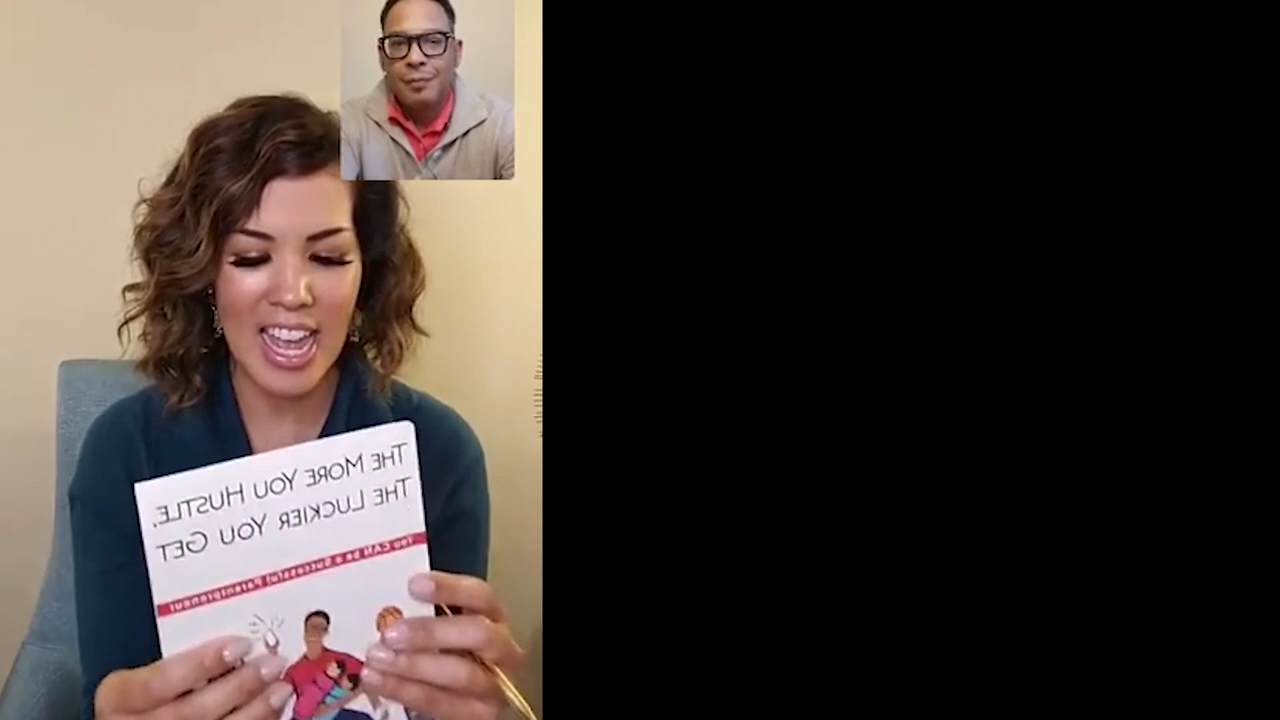 THE MORE YOU HUSTLE,
THE LUCKIER YOU GET
You CAN be a Successful Parentpreneur